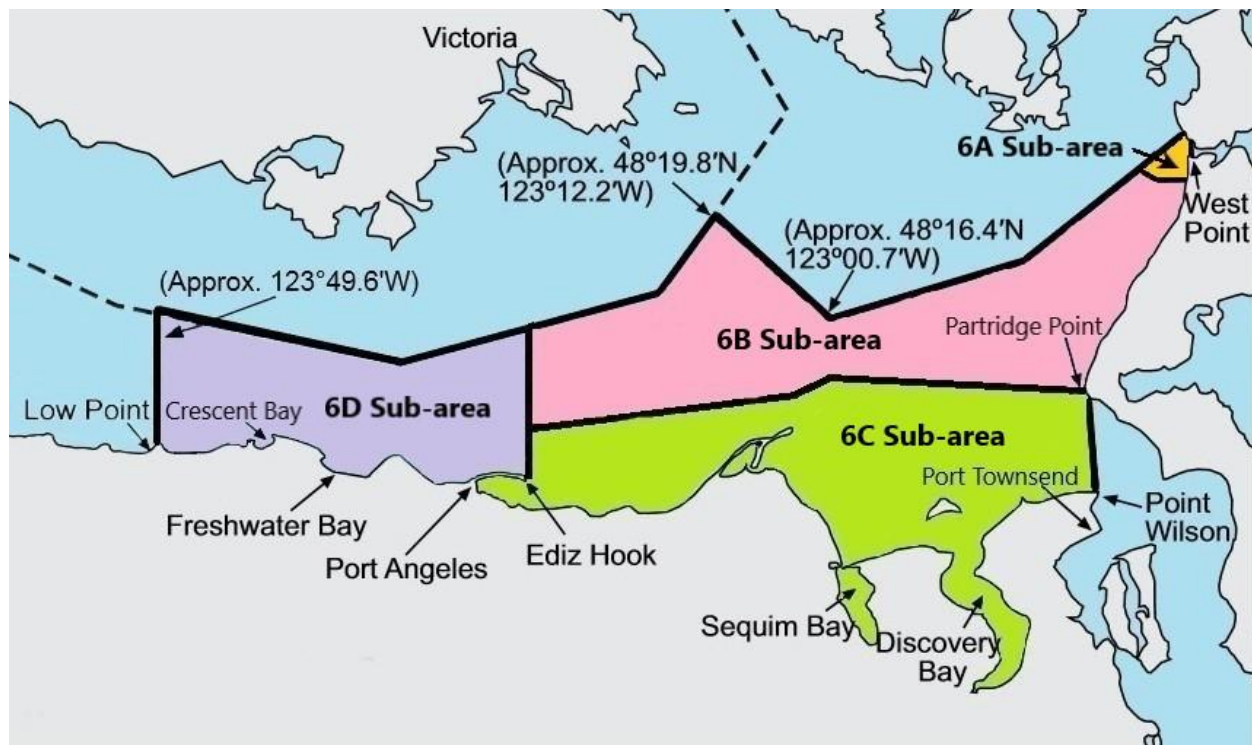 Victoria
6A Sub-area
(Approx. 48º19.8′N
123º12.2′W)
West
Point
(Approx. 48º16.4′N
123º00.7′W)
(Approx. 123°49.6′W)
Partridge Point
6B Sub-area
Low Point
Crescent Bay
6D Sub-area
6C Sub-area
Port Townsend
Point
Wilson
Freshwater Bay
Port Angeles
Ediz Hook
Sequim Bay
Discovery
Bay